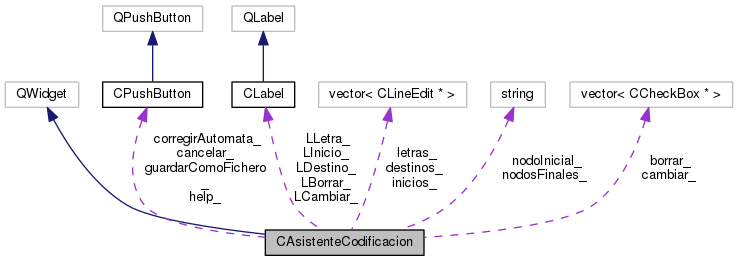 QPushButton
QLabel
QWidget
CPushButton
CLabel
vector< CLineEdit * >
string
vector< CCheckBox * >
corregirAutomata_
cancelar_
guardarComoFichero
_
help_
LLetra_
LInicio_
LDestino_
LBorrar_
LCambiar_
letras_
destinos_
inicios_
nodoInicial_
nodosFinales_
borrar_
cambiar_
CAsistenteCodificacion